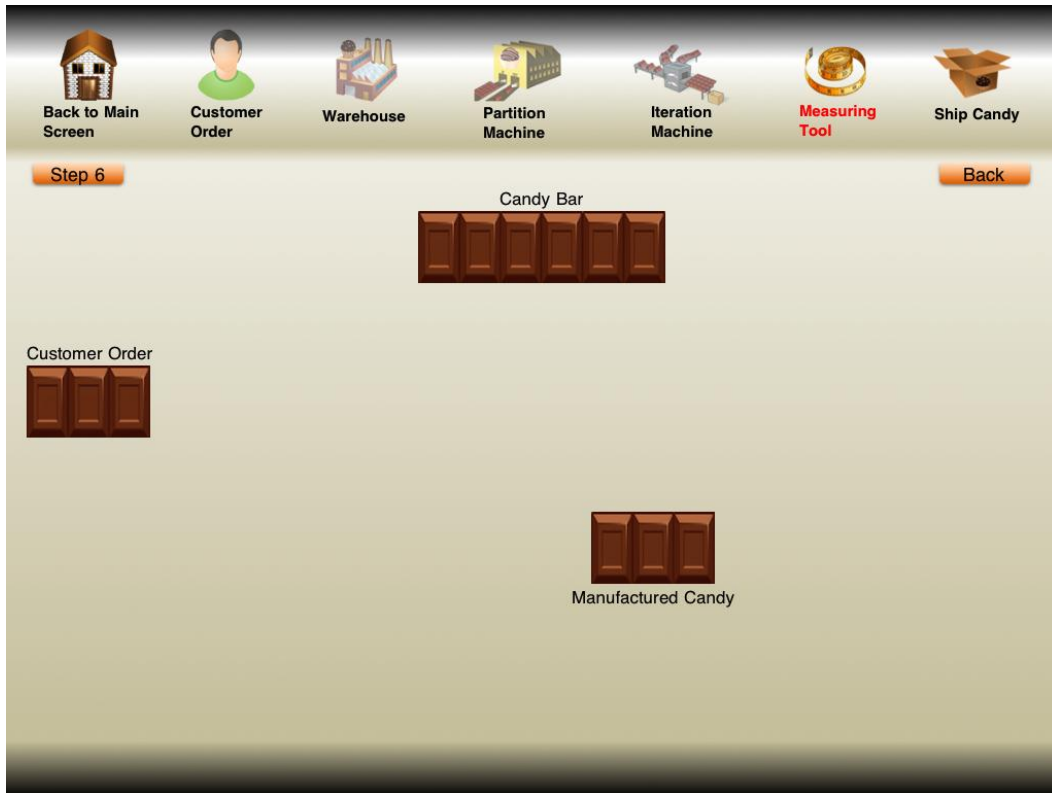 Back to Main
Screen
Customer
Order
Warehouse
Partition
Machine
Iteration
Machine
Measuring
Tool
Ship Candy
Step 6
Back
Candy Bar
Customer Order
Manufactured Candy